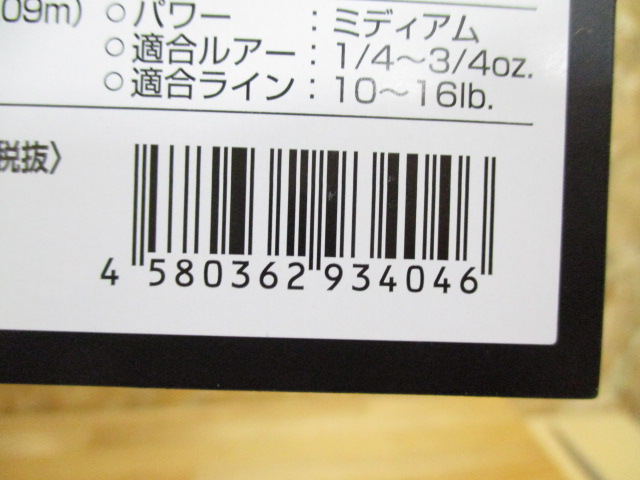 09m) ○パワー : ミディアム
○適合ルアー : 1/4～3/4oz.
○適合ライン : 10～16lb.
税抜〉
4 580362 934046